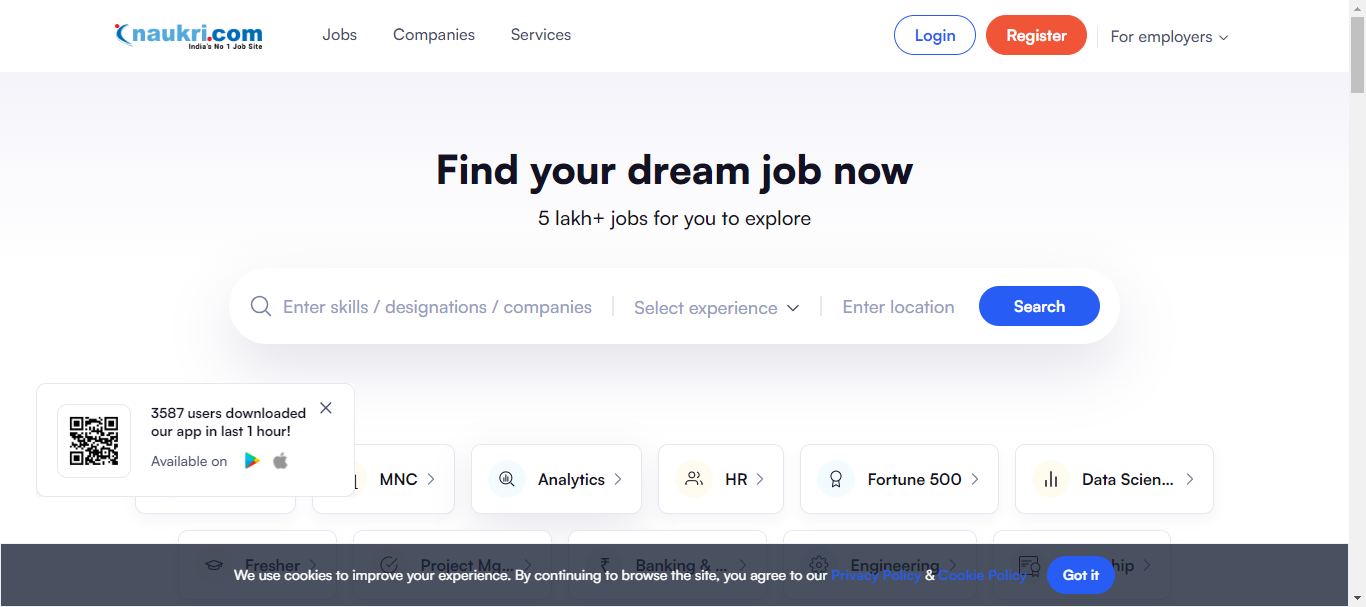 naukri.com
India's No 1 Job Site
Jobs
Companies
Services
Login
Register
For employers
Find your dream job now
5 lakh+ jobs for you to explore
Enter skills / designations / companies
Select experience
Enter location
Search
3587 users downloaded
our app in last 1 hour!
Available on
MNC
Analytics
HR
Fortune 500
Data Scien...
Fresher
Project Mg...
Banking & ...
Engineering
hip
We use cookies to improve your experience. By continuing to browse the site, you agree to our Privacy Policy & Cookie Policy
Got it